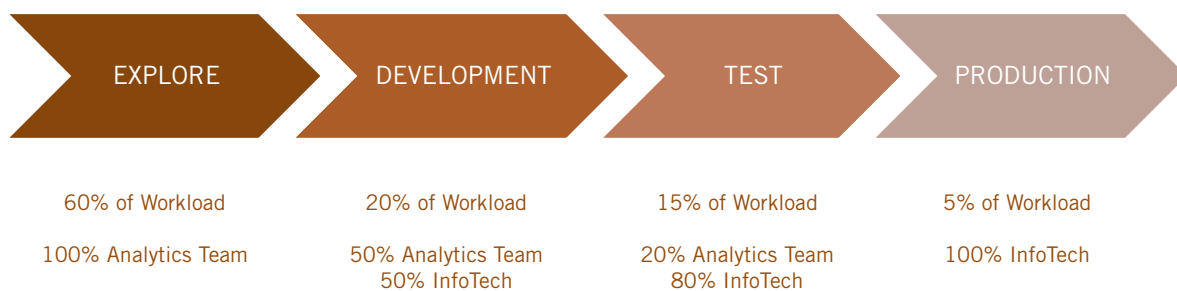 EXPLORE
DEVELOPMENT
TEST
PRODUCTION
60% of Workload
20% of Workload
15% of Workload
5% of Workload
100% Analytics Team
50% Analytics Team
50% InfoTech
20% Analytics Team
80% InfoTech
100% InfoTech